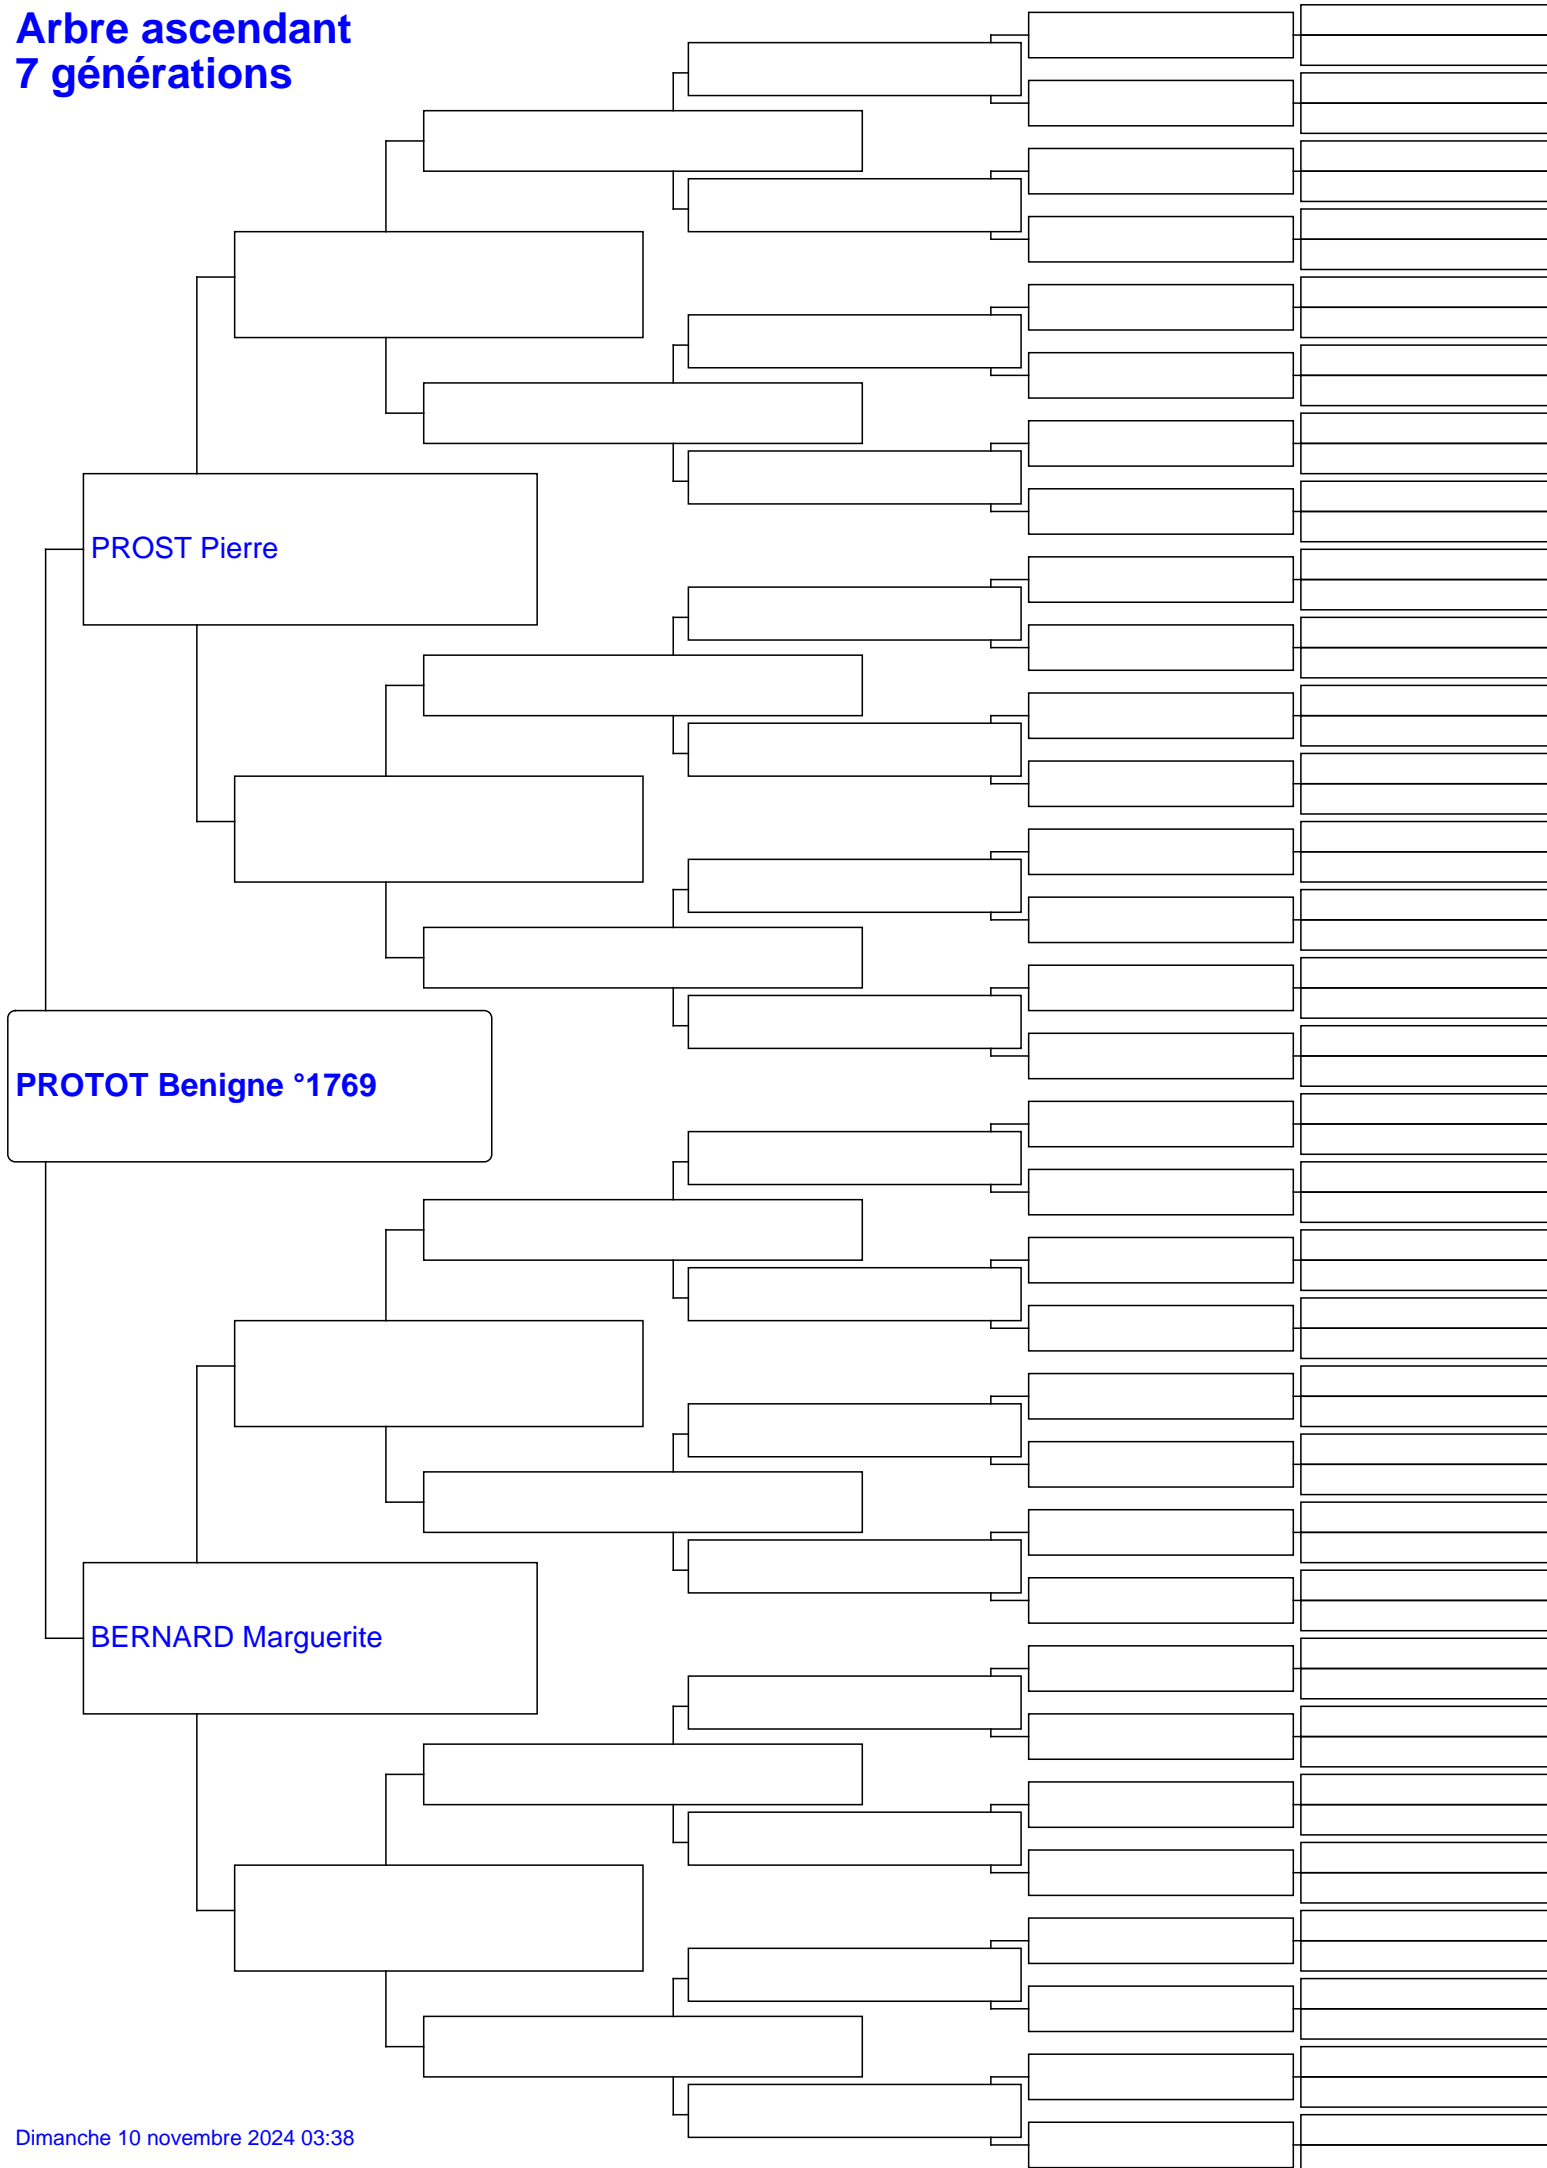 Arbre ascendant
7 générations
PROST Pierre
PROTOT Benigne °1769
BERNARD Marguerite
Dimanche 10 novembre 2024 03:38